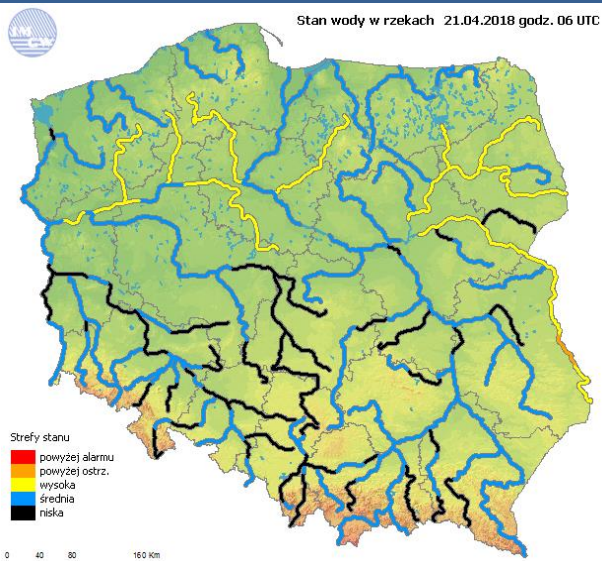 Stan wody w rzekach 21.04.2018 godz. 06 UTC
Strefy stanu
powyżej alarmu
powyżej ostrz.
wysoka
średnia
niska
0 40 80 160 Km